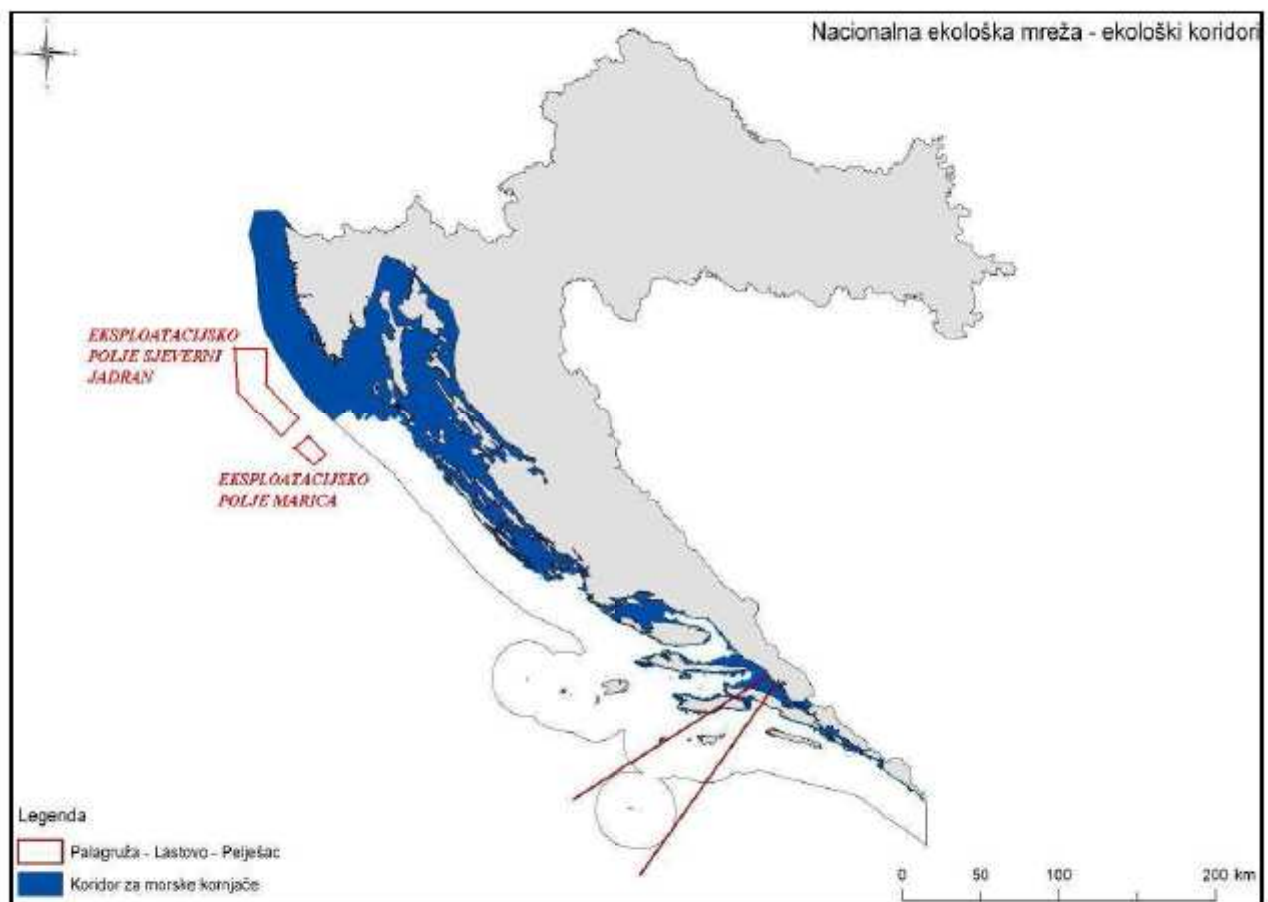 Nacionalna ekološka mreža - ekološki koridori
EKSPLOATACIJSKO
POLJE SJEVERNI
JADRAN
EKSPLOATACIJSKO
POLJE MARICA
Legenda
Palagruža - Lastovo - Pelješac
Koridor za morske kornjače
0 50 100 200 km